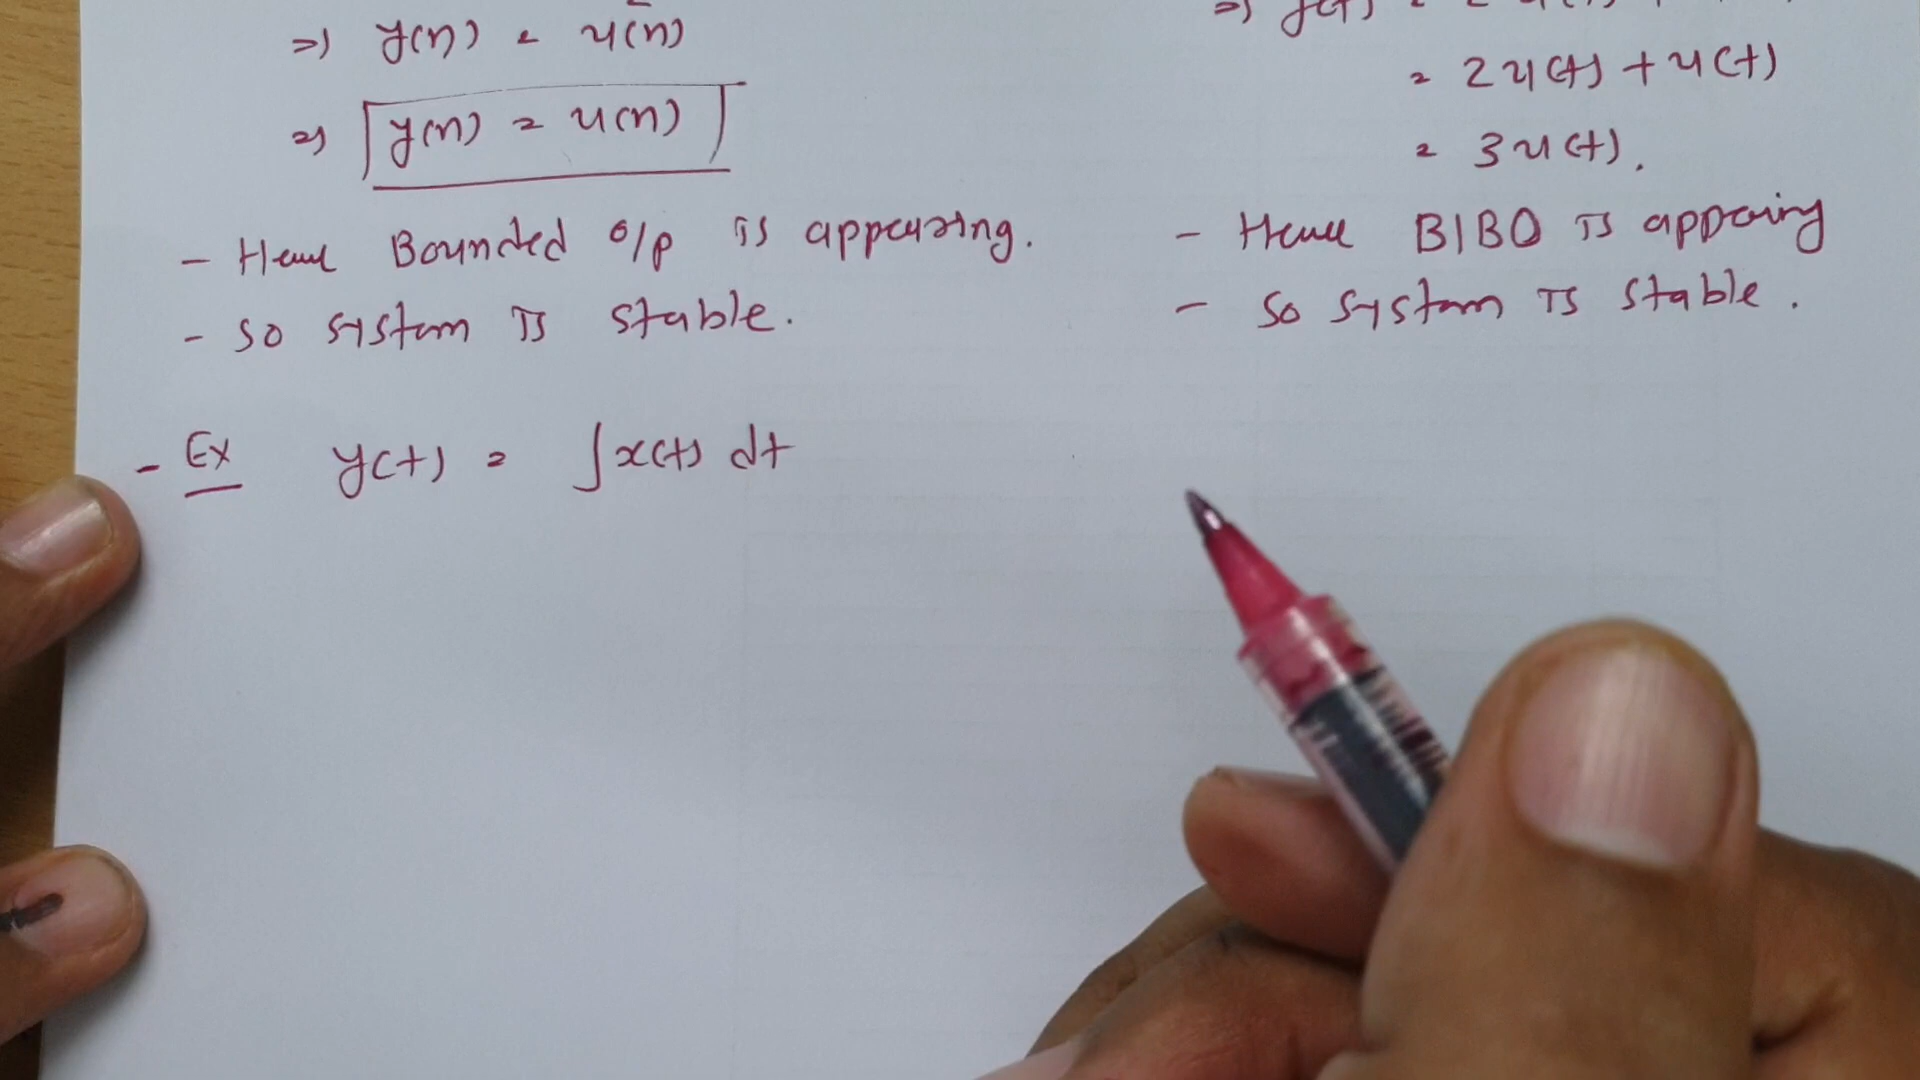 ⇒ y(n) = u²(n)
⇒ y(n) = u(n)
- Hence Bounded o/p is appearing.
- So system is stable.
⇒ y(t) =
= 2u(t) + u(t)
= 3u(t).
- Hence BIBO is appearing
- So system is stable.
- Ex y(t) = ∫x(t) dt